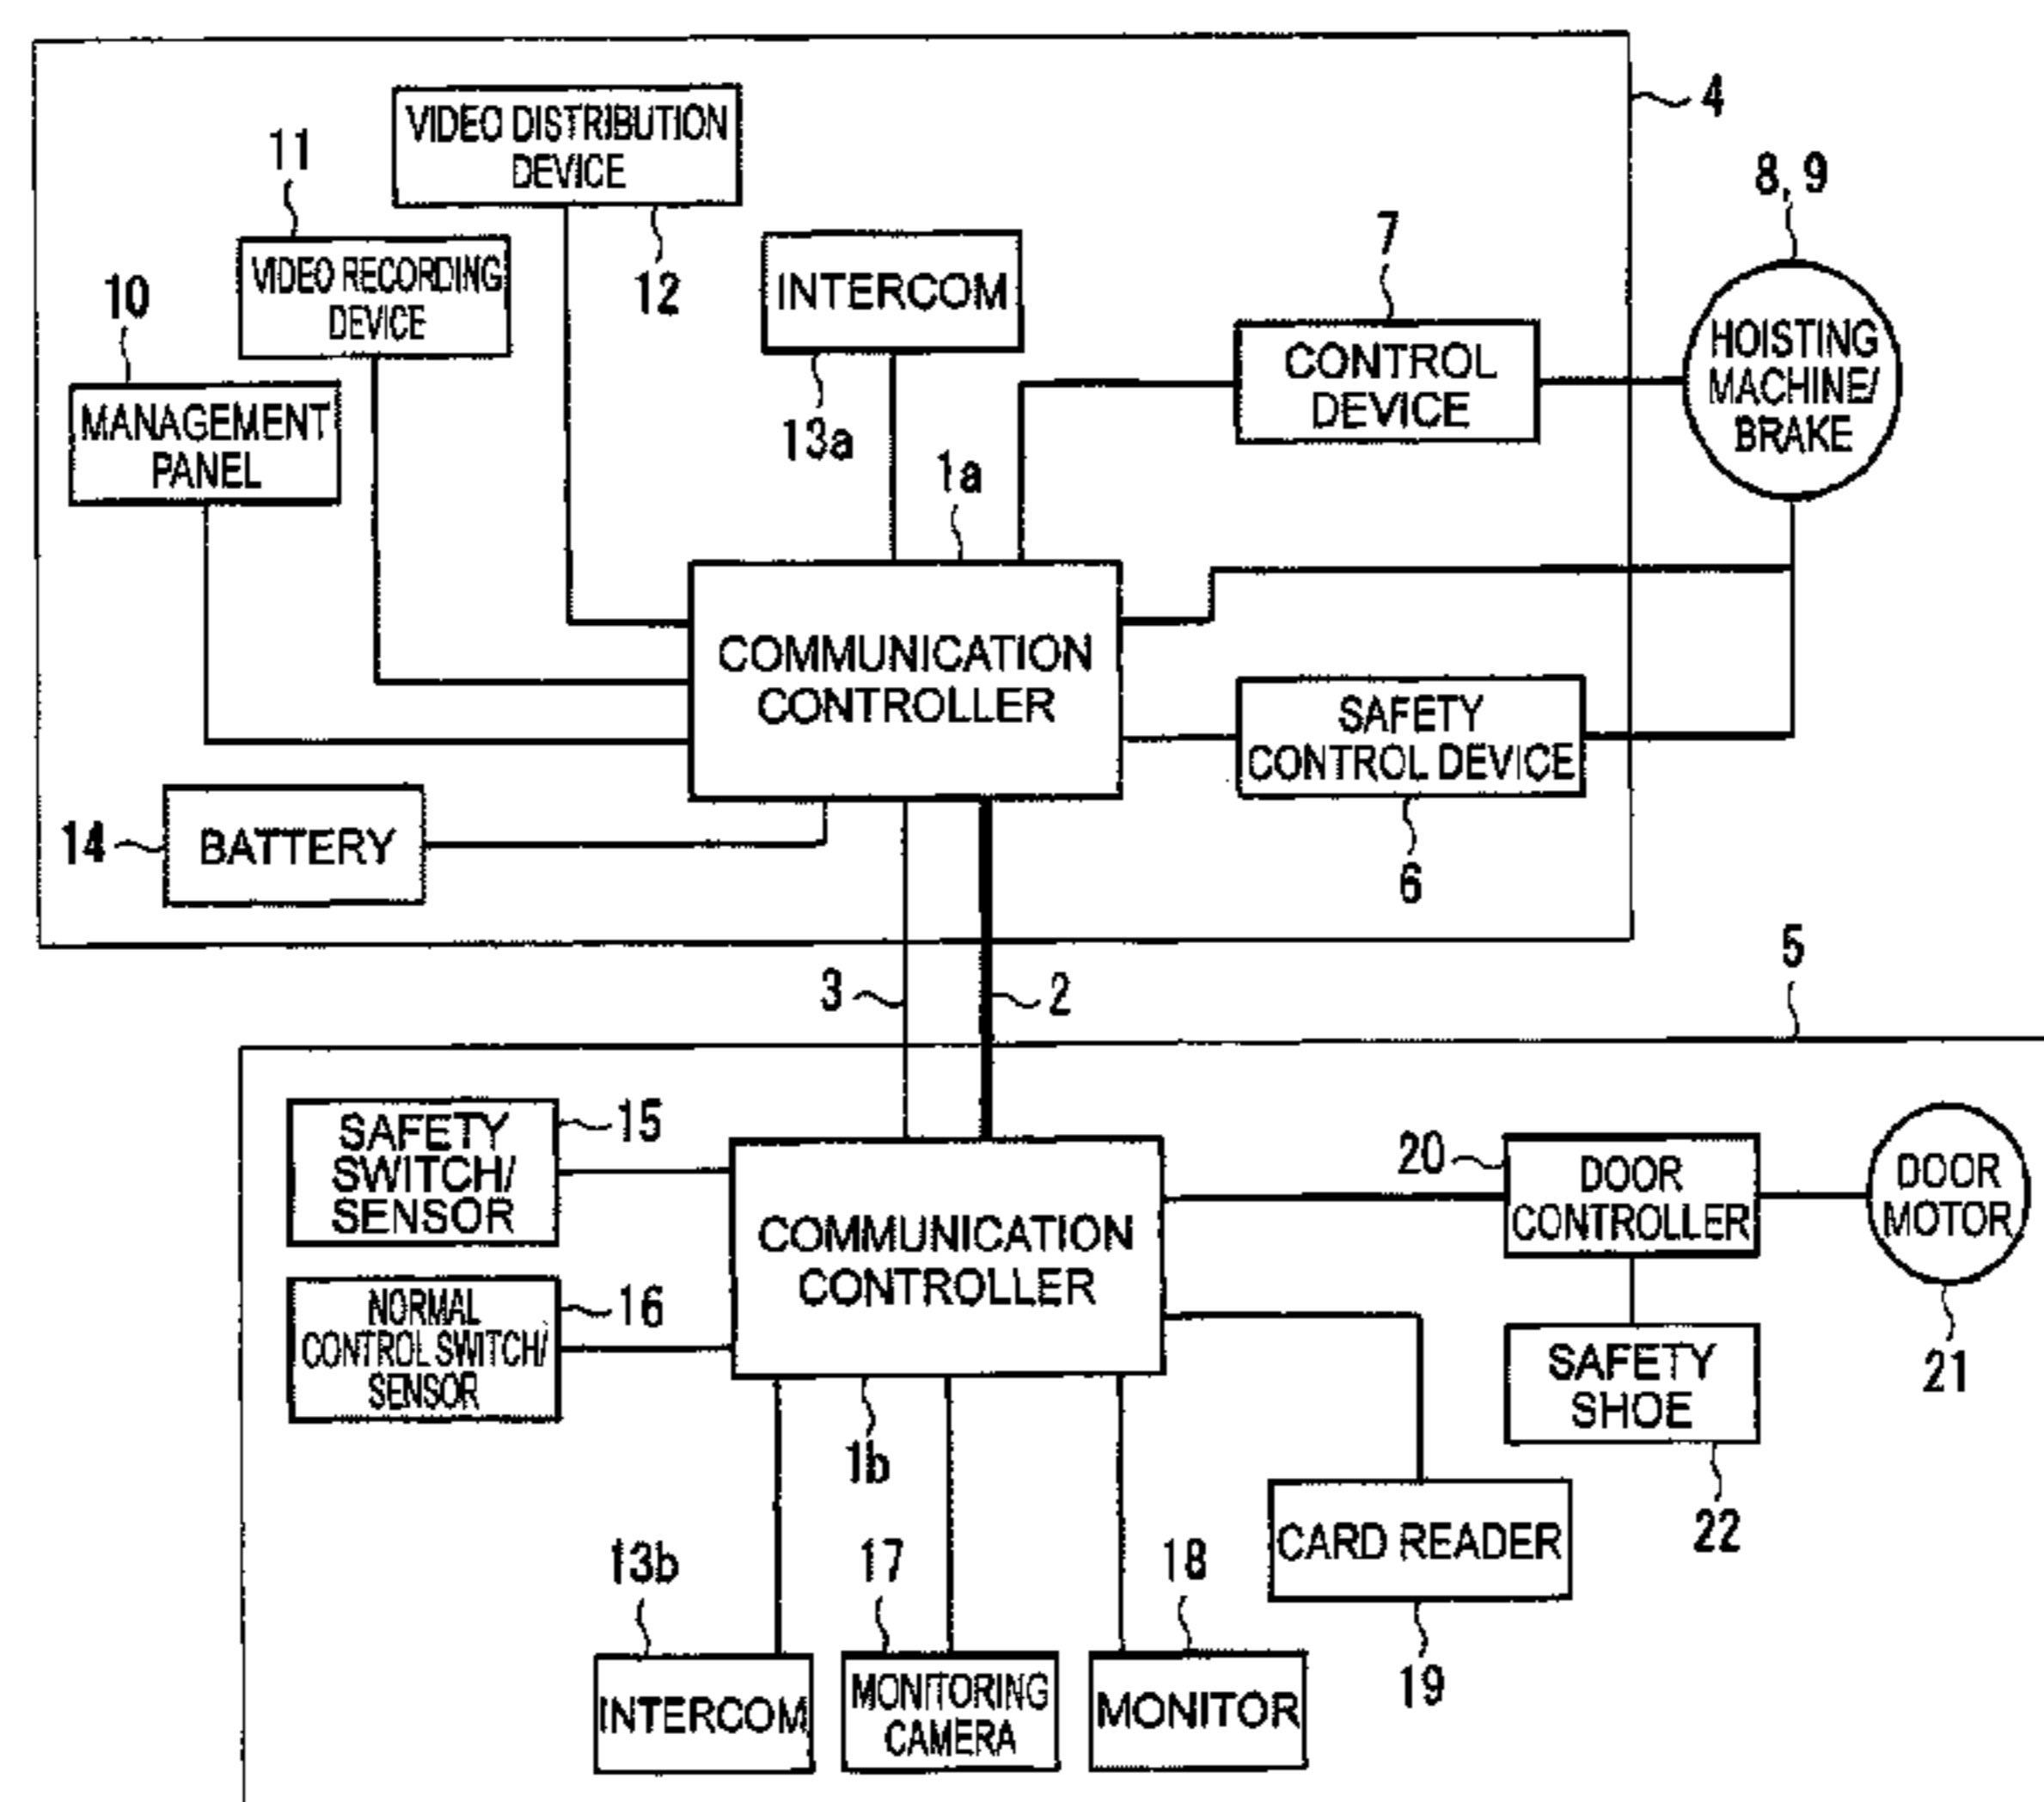 4
VIDEO DISTRIBUTION
DEVICE
12
11
VIDEO RECORDING
DEVICE
10
MANAGEMENT
PANEL
INTERCOM
13a
7
CONTROL
DEVICE
8, 9
HOISTING
MACHINE/
BRAKE
1a
COMMUNICATION
CONTROLLER
SAFETY
CONTROL DEVICE
6
14
BATTERY
3
2
5
SAFETY
SWITCH/
SENSOR
15
NORMAL
CONTROL SWITCH/
SENSOR
16
COMMUNICATION
CONTROLLER
1b
20
DOOR
CONTROLLER
DOOR
MOTOR
21
SAFETY
SHOE
22
CARD READER
19
13b
INTERCOM
17
MONITORING
CAMERA
18
MONITOR